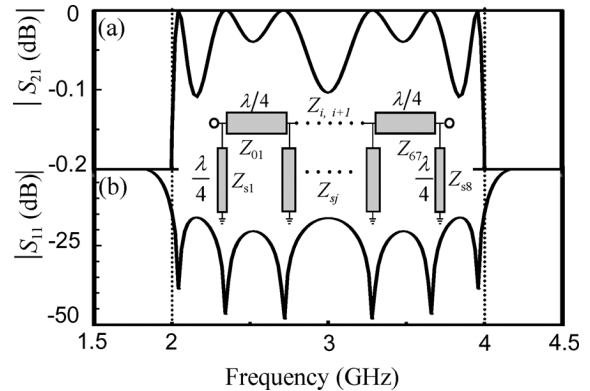 (a)
|S21| (dB)
0
-0.1
-0.2
λ/4
Zi, i+1
λ/4
Z01
Z67
λ/4
Zs1
Zsj
λ/4
Zs8
(b)
|S11| (dB)
-25
-50
1.5 2 3 4 4.5
Frequency (GHz)